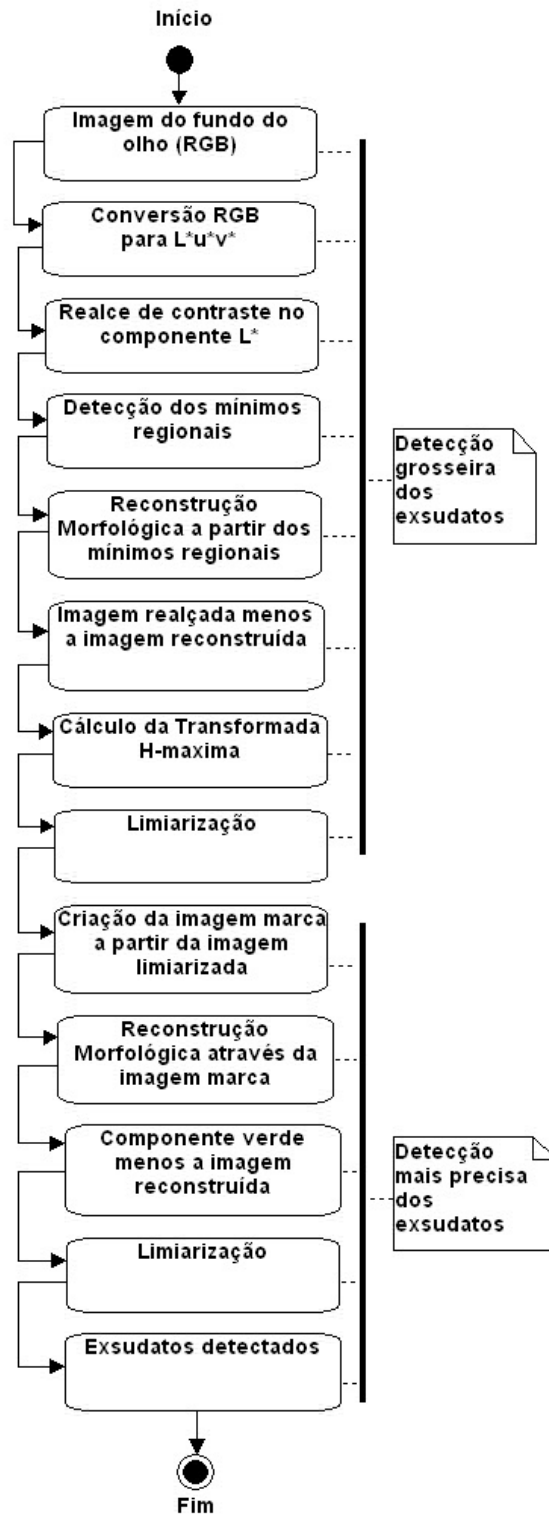 Início
Imagem do fundo do
olho (RGB)
Conversão RGB
para L*u*v*
Realce de contraste no
componente L*
Detecção dos mínimos
regionais
Reconstrução
Morfológica a partir dos
mínimos regionais
Imagem realçada menos
a imagem reconstruída
Cálculo da Transformada
H-maxima
Limiarização
Detecção
grosseira
dos
exsudatos
Criação da imagem marca
a partir da imagem
limiarizada
Reconstrução
Morfológica através da
imagem marca
Componente verde
menos a imagem
reconstruída
Limiarização
Exsudatos detectados
Detecção
mais precisa
dos
exsudatos
Fim